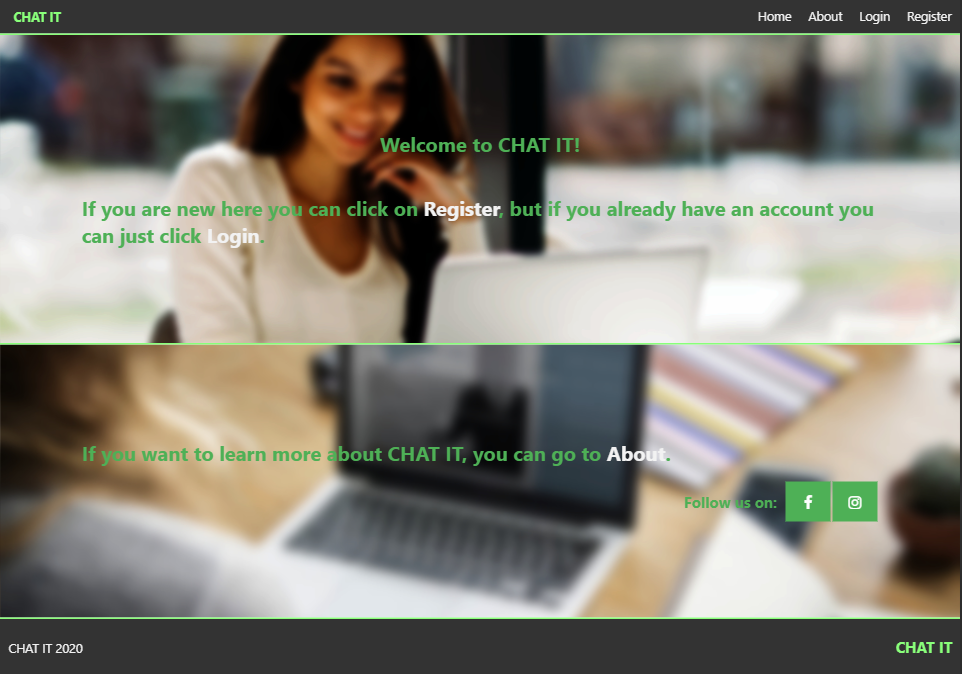 CHAT IT
Home About Login Register
Welcome to CHAT IT!
If you are new here you can click on Register, but if you already have an account you
can just click Login.
If you want to learn more about CHAT IT, you can go to About.
Follow us on:
CHAT IT 2020
CHAT IT